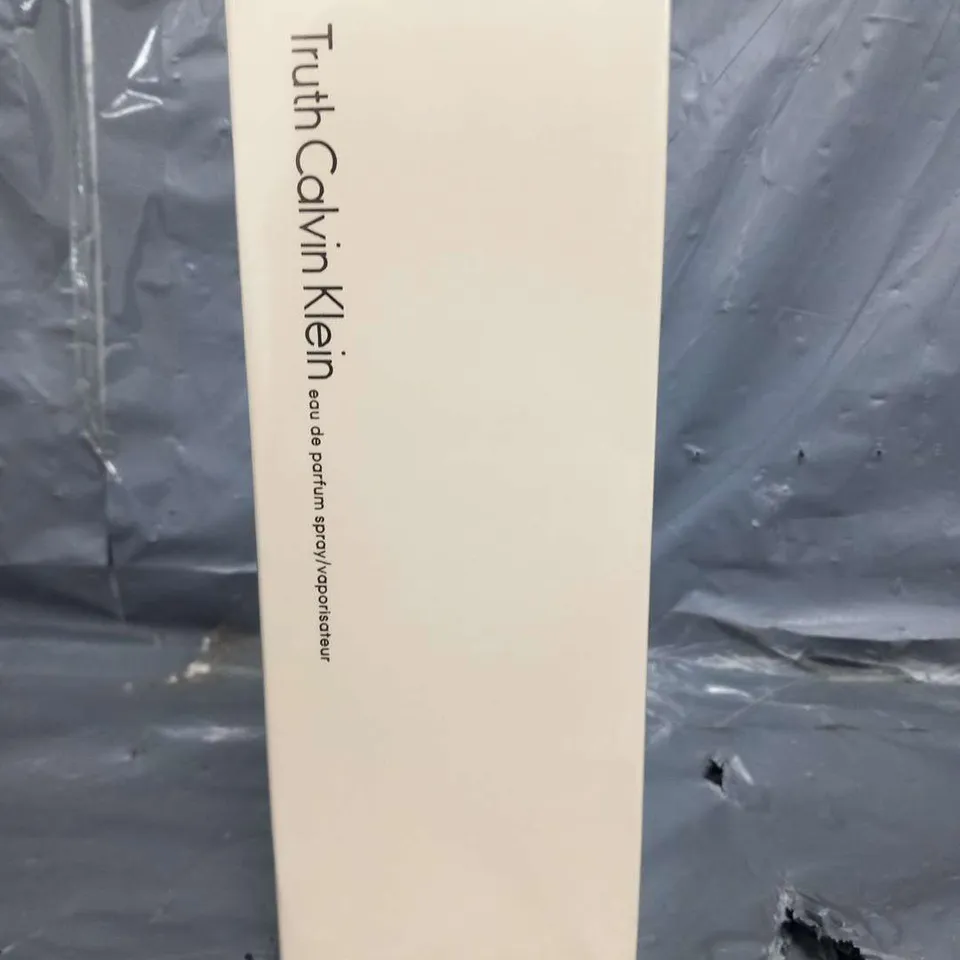 Truth Calvin Klein eau de parfum spray/vaporisateur